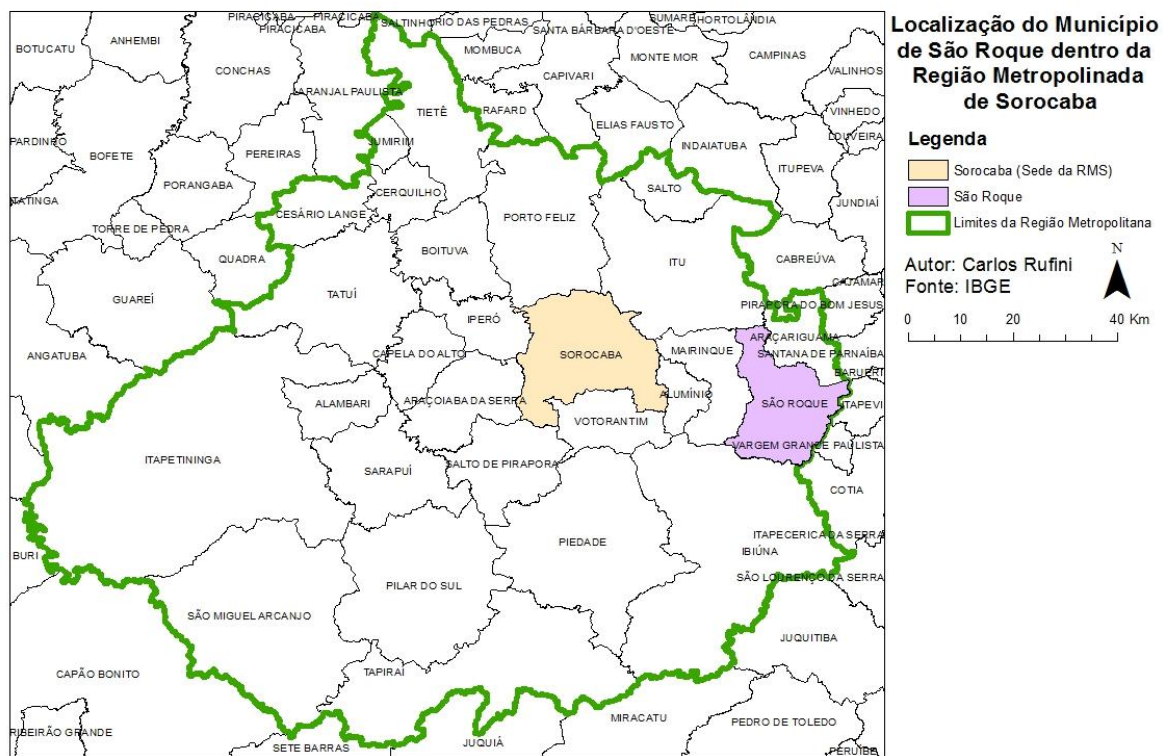 Localização do Município
de São Roque dentro da
Região Metropolinada
de Sorocaba
Legenda
Sorocaba (Sede da RMS)
São Roque
Limites da Região Metropolitana
Autor: Carlos Rufini
Fonte: IBGE
N
0 10 20 40 Km
PIRACICABA
PIRACICABA
PIRACICABA
SALTINHO
RIO DAS PEDRAS
SUMARÉ
HORTOLÂNDIA
SANTA BÁRBARA D'OESTE
BOTUCATU
ANHEMBI
MOMBUCA
MONTE MOR
CAMPINAS
CONCHAS
CAPIVARI
VALINHOS
LARANJAL PAULISTA
TIETÊ
RAFARD
VINHEDO
ELIAS FAUSTO
LOUVEIRA
PARDINHO
JUMIRIM
INDAIATUBA
BOFETE
PEREIRAS
ITUPEVA
PORANGABA
CERQUILHO
SALTO
ITATINGA
JUNDIAÍ
CESÁRIO LANGE
PORTO FELIZ
TORRE DE PEDRA
BOITUVA
QUADRA
ITU
CABREÚVA
CAJAMAR
GUAREÍ
TATUÍ
PIRAPORA DO BOM JESUS
IPERÓ
ARAÇARIGUAMA
ANGATUBA
CAPELA DO ALTO
SOROCABA
MAIRINQUE
SANTANA DE PARNAÍBA
BARUERI
ALUMÍNIO
ALAMBARI
ARAÇOIABA DA SERRA
SÃO ROQUE
ITAPEVI
VOTORANTIM
VARGEM GRANDE PAULISTA
ITAPETININGA
SARAPUÍ
SALTO DE PIRAPORA
COTIA
ITAPECERICA DA SERRA
PIEDADE
IBIÚNA
BURI
SÃO LOURENÇO DA SERRA
PILAR DO SUL
SÃO MIGUEL ARCANJO
JUQUITIBA
CAPÃO BONITO
TAPIRAÍ
MIRACATU
PEDRO DE TOLEDO
RIBEIRÃO GRANDE
SETE BARRAS
JUQUIÁ
PERUÍBE